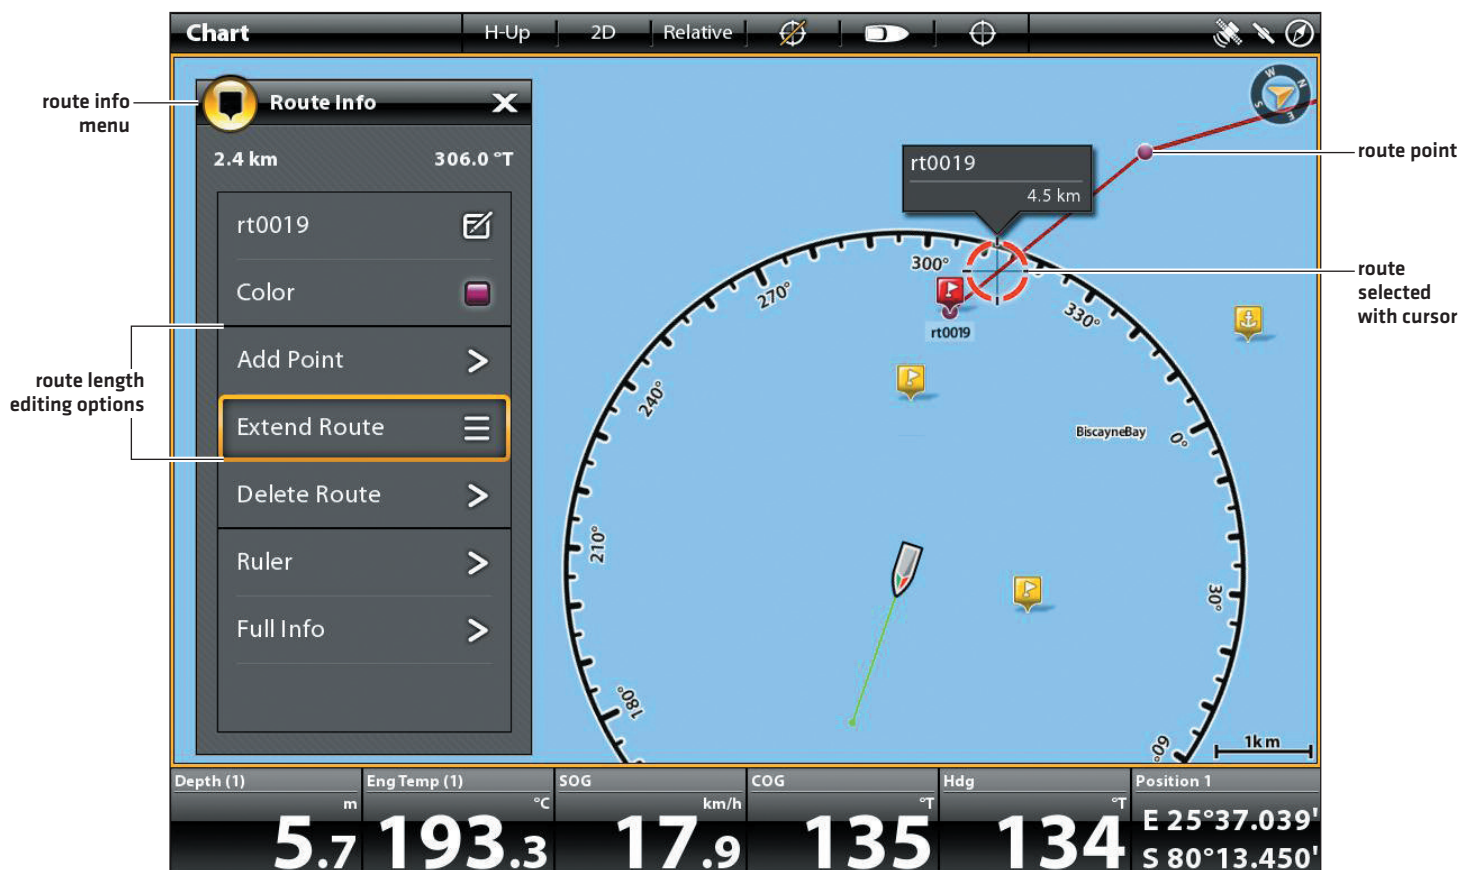 Chart
H-Up
2D
Relative
route info
menu
Route Info
2.4 km
306.0 °T
rt0019
Color
Add Point
Extend Route
Delete Route
Ruler
Full Info
route length
editing options
rt0019
4.5 km
route point
route
selected
with cursor
W
N
S
E
180°
210°
240°
270°
300°
330°
0°
30°
60°
rt0019
BiscayneBay
1km
Depth (1)
m
5.7
Eng Temp (1)
°C
193.3
SOG
km/h
17.9
COG
°T
135
Hdg
°T
134
Position 1
E 25°37.039'
S 80°13.450'